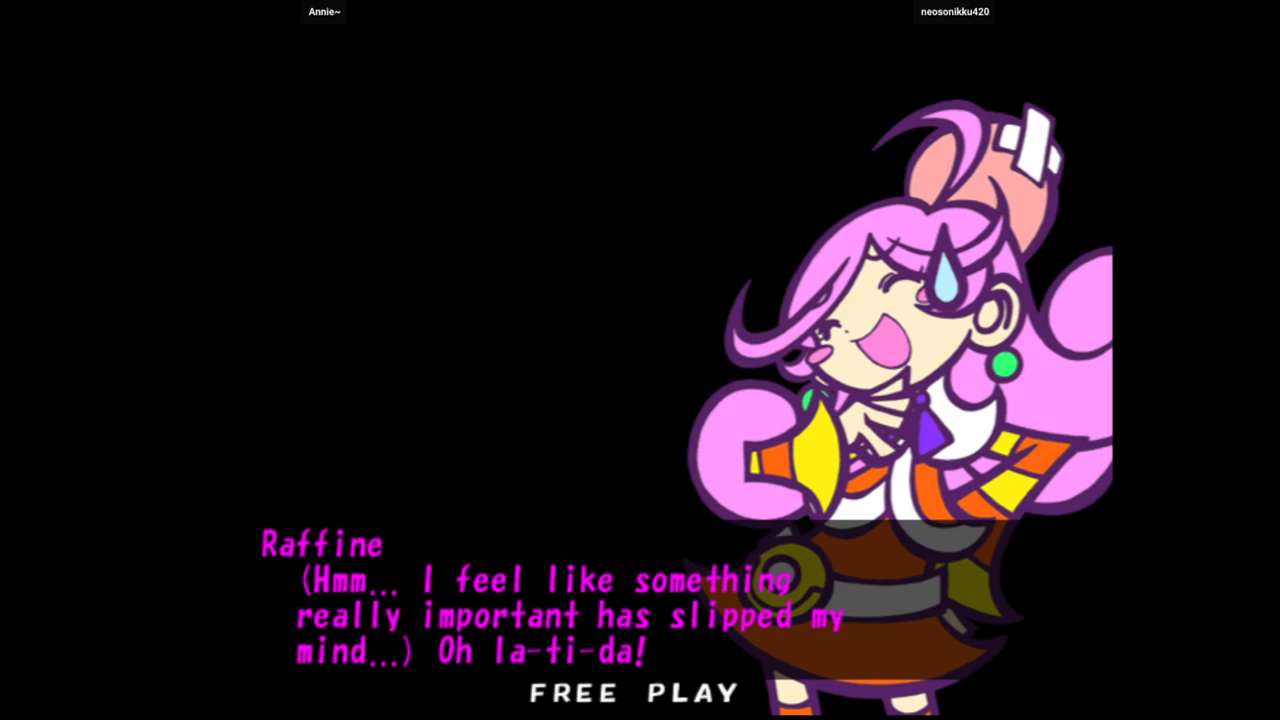 Annie~
neosonikku420
Raffine
(Hmm... I feel like something
really important has slipped my
mind...) Oh la-ti-da!
FREE PLAY